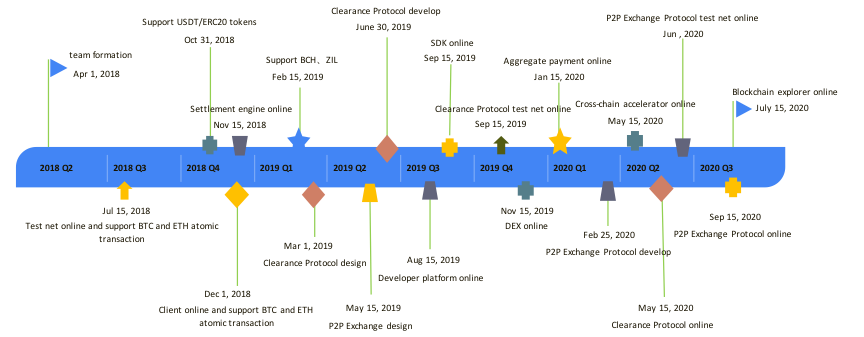 Clearance Protocol develop
June 30, 2019
Support USDT/ERC20 tokens
Oct 31, 2018
P2P Exchange Protocol test net online
Jun , 2020
SDK online
Sep 15, 2019
team formation
Apr 1, 2018
Support BCH、ZIL
Feb 15, 2019
Aggregate payment online
Jan 15, 2020
Blockchain explorer online
July 15, 2020
Settlement engine online
Nov 15, 2018
Clearance Protocol test net online
Sep 15, 2019
Cross-chain accelerator online
May 15, 2020
2018 Q2
2018 Q3
2018 Q4
2019 Q1
2019 Q2
2019 Q3
2019 Q4
2020 Q1
2020 Q2
2020 Q3
Jul 15, 2018
Test net online and support BTC and ETH atomic
transaction
Nov 15, 2019
DEX online
Sep 15, 2020
P2P Exchange Protocol online
Feb 25, 2020
P2P Exchange Protocol develop
Mar 1, 2019
Clearance Protocol design
Aug 15, 2019
Developer platform online
Dec 1, 2018
Client online and support BTC and ETH
atomic transaction
May 15, 2019
P2P Exchange design
May 15, 2020
Clearance Protocol online